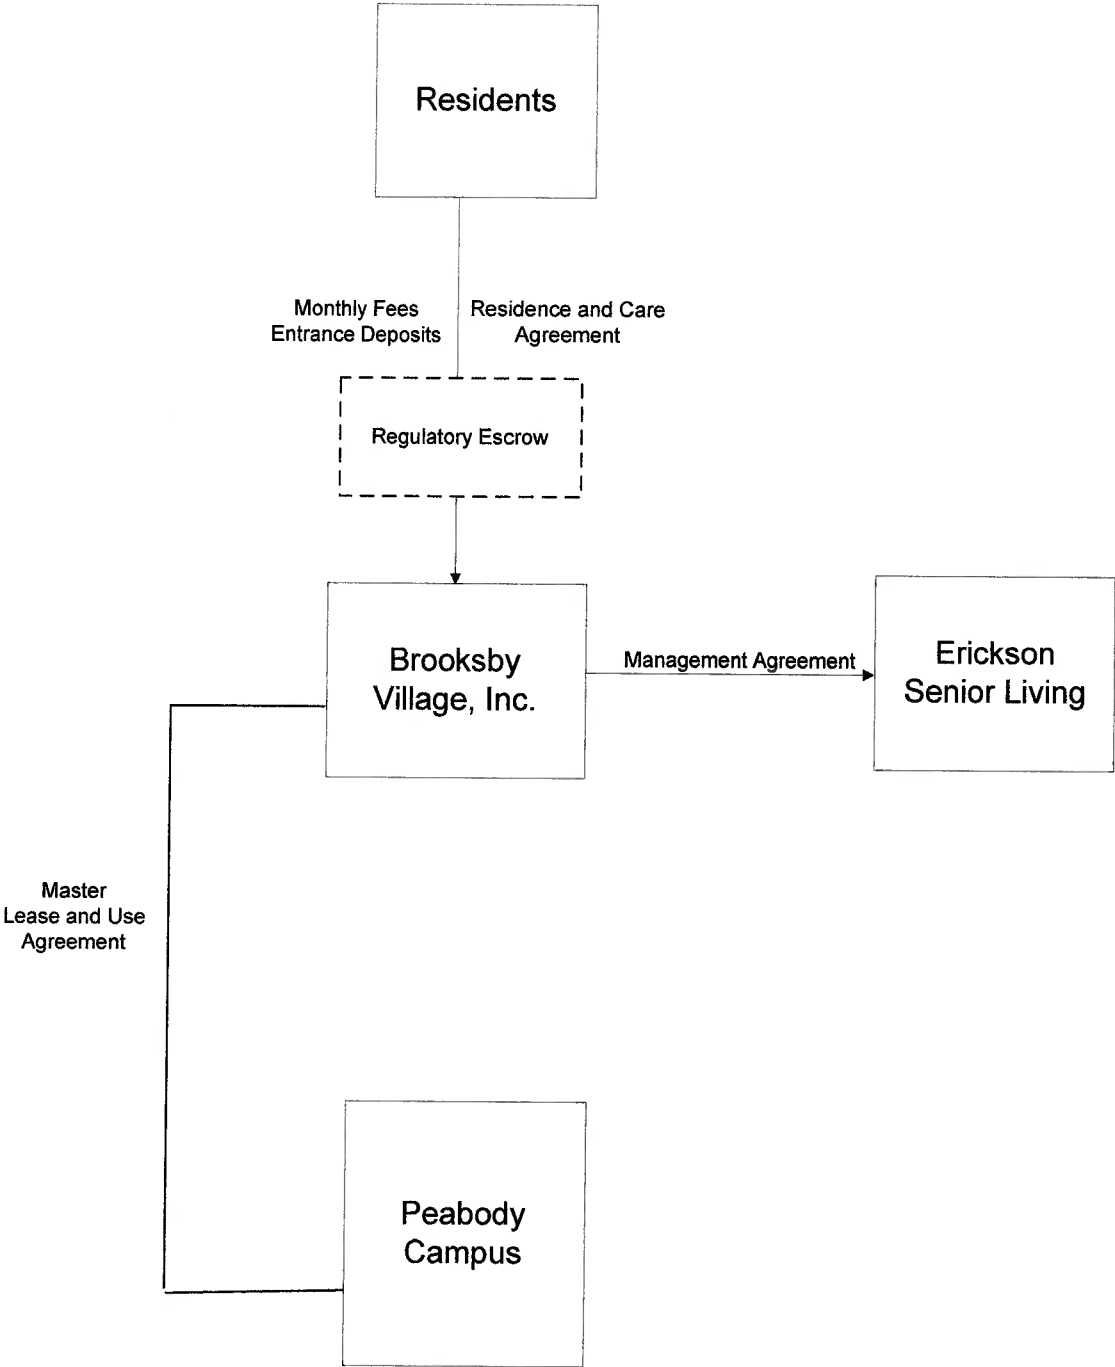 Residents
Monthly Fees
Entrance Deposits
Residence and Care
Agreement
Regulatory Escrow
Brooksby
Village, Inc.
Management Agreement
Erickson
Senior Living
Master
Lease and Use
Agreement
Peabody
Campus